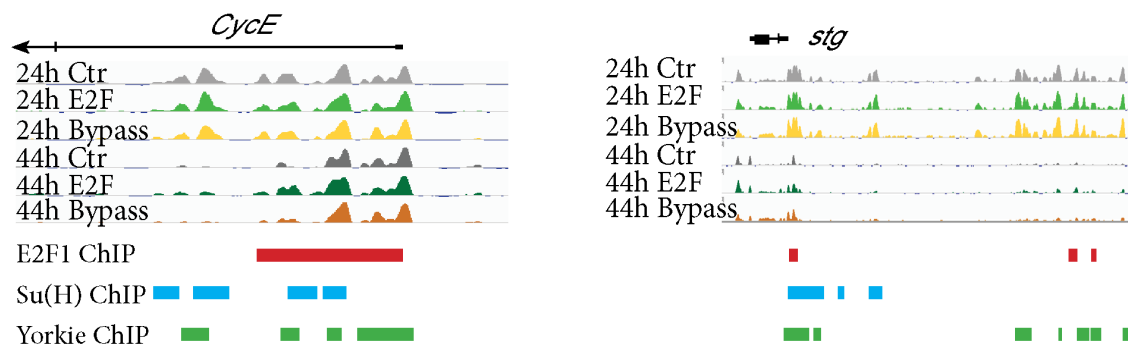 CycE
24h Ctr
24h E2F
24h Bypass
44h Ctr
44h E2F
44h Bypass
E2F1 ChIP
Su(H) ChIP
Yorkie ChIP
stg
24h Ctr
24h E2F
24h Bypass
44h Ctr
44h E2F
44h Bypass